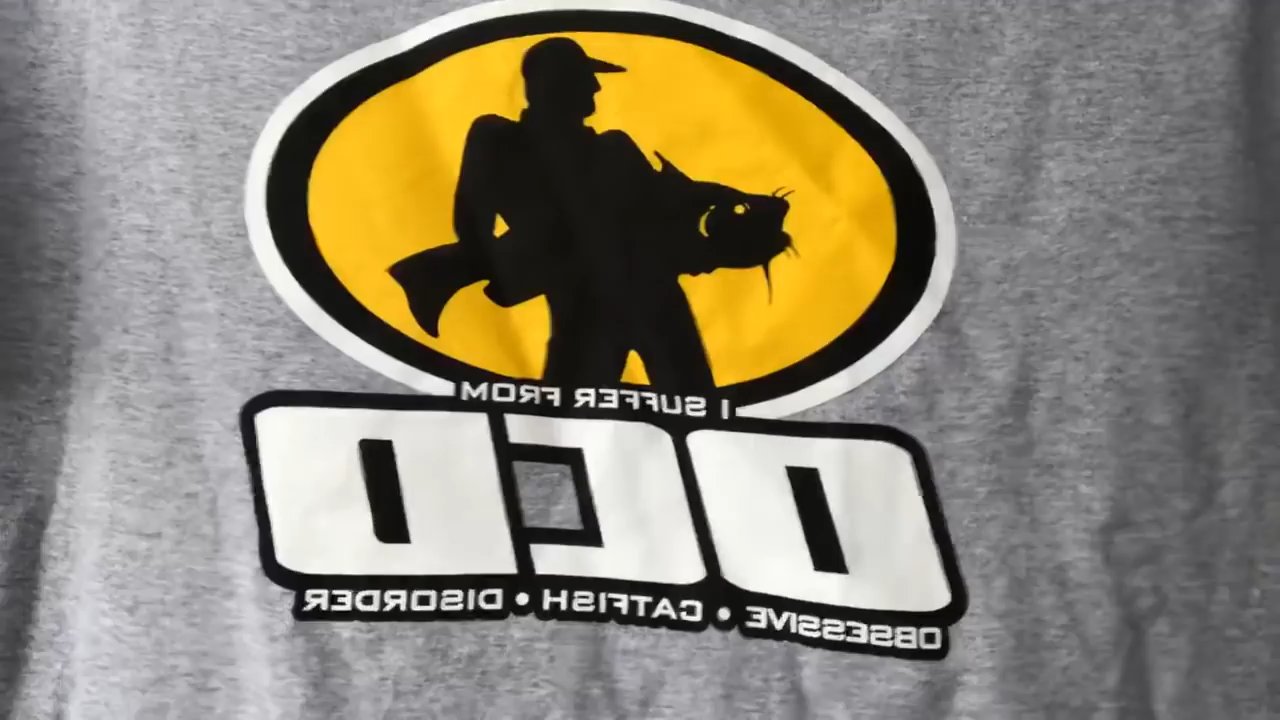 I SUFFER FROM
OCD
OBSESSIVE • CATFISH • DISORDER